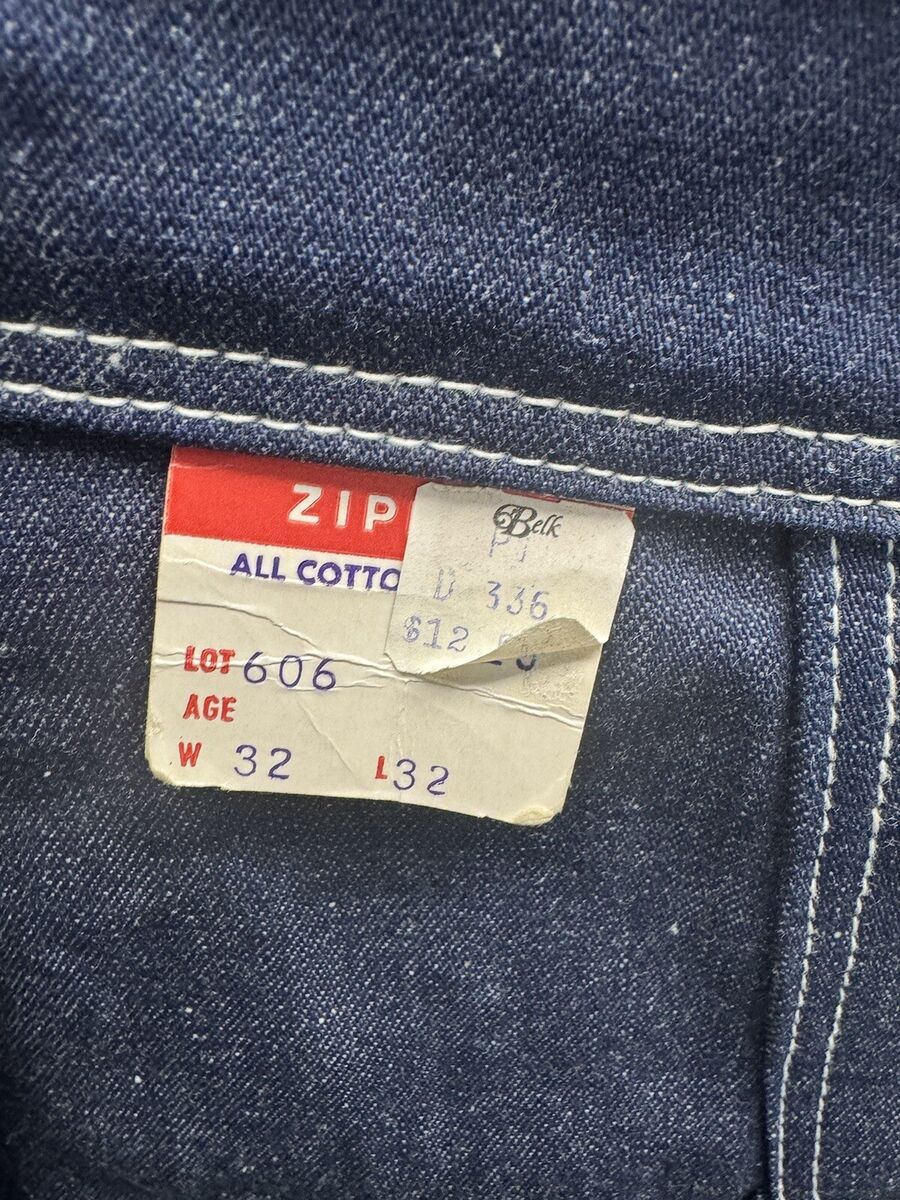 ZIP
Belk
ALL COTTO
D 336
$12
LOT 606
AGE
W 32 L 32